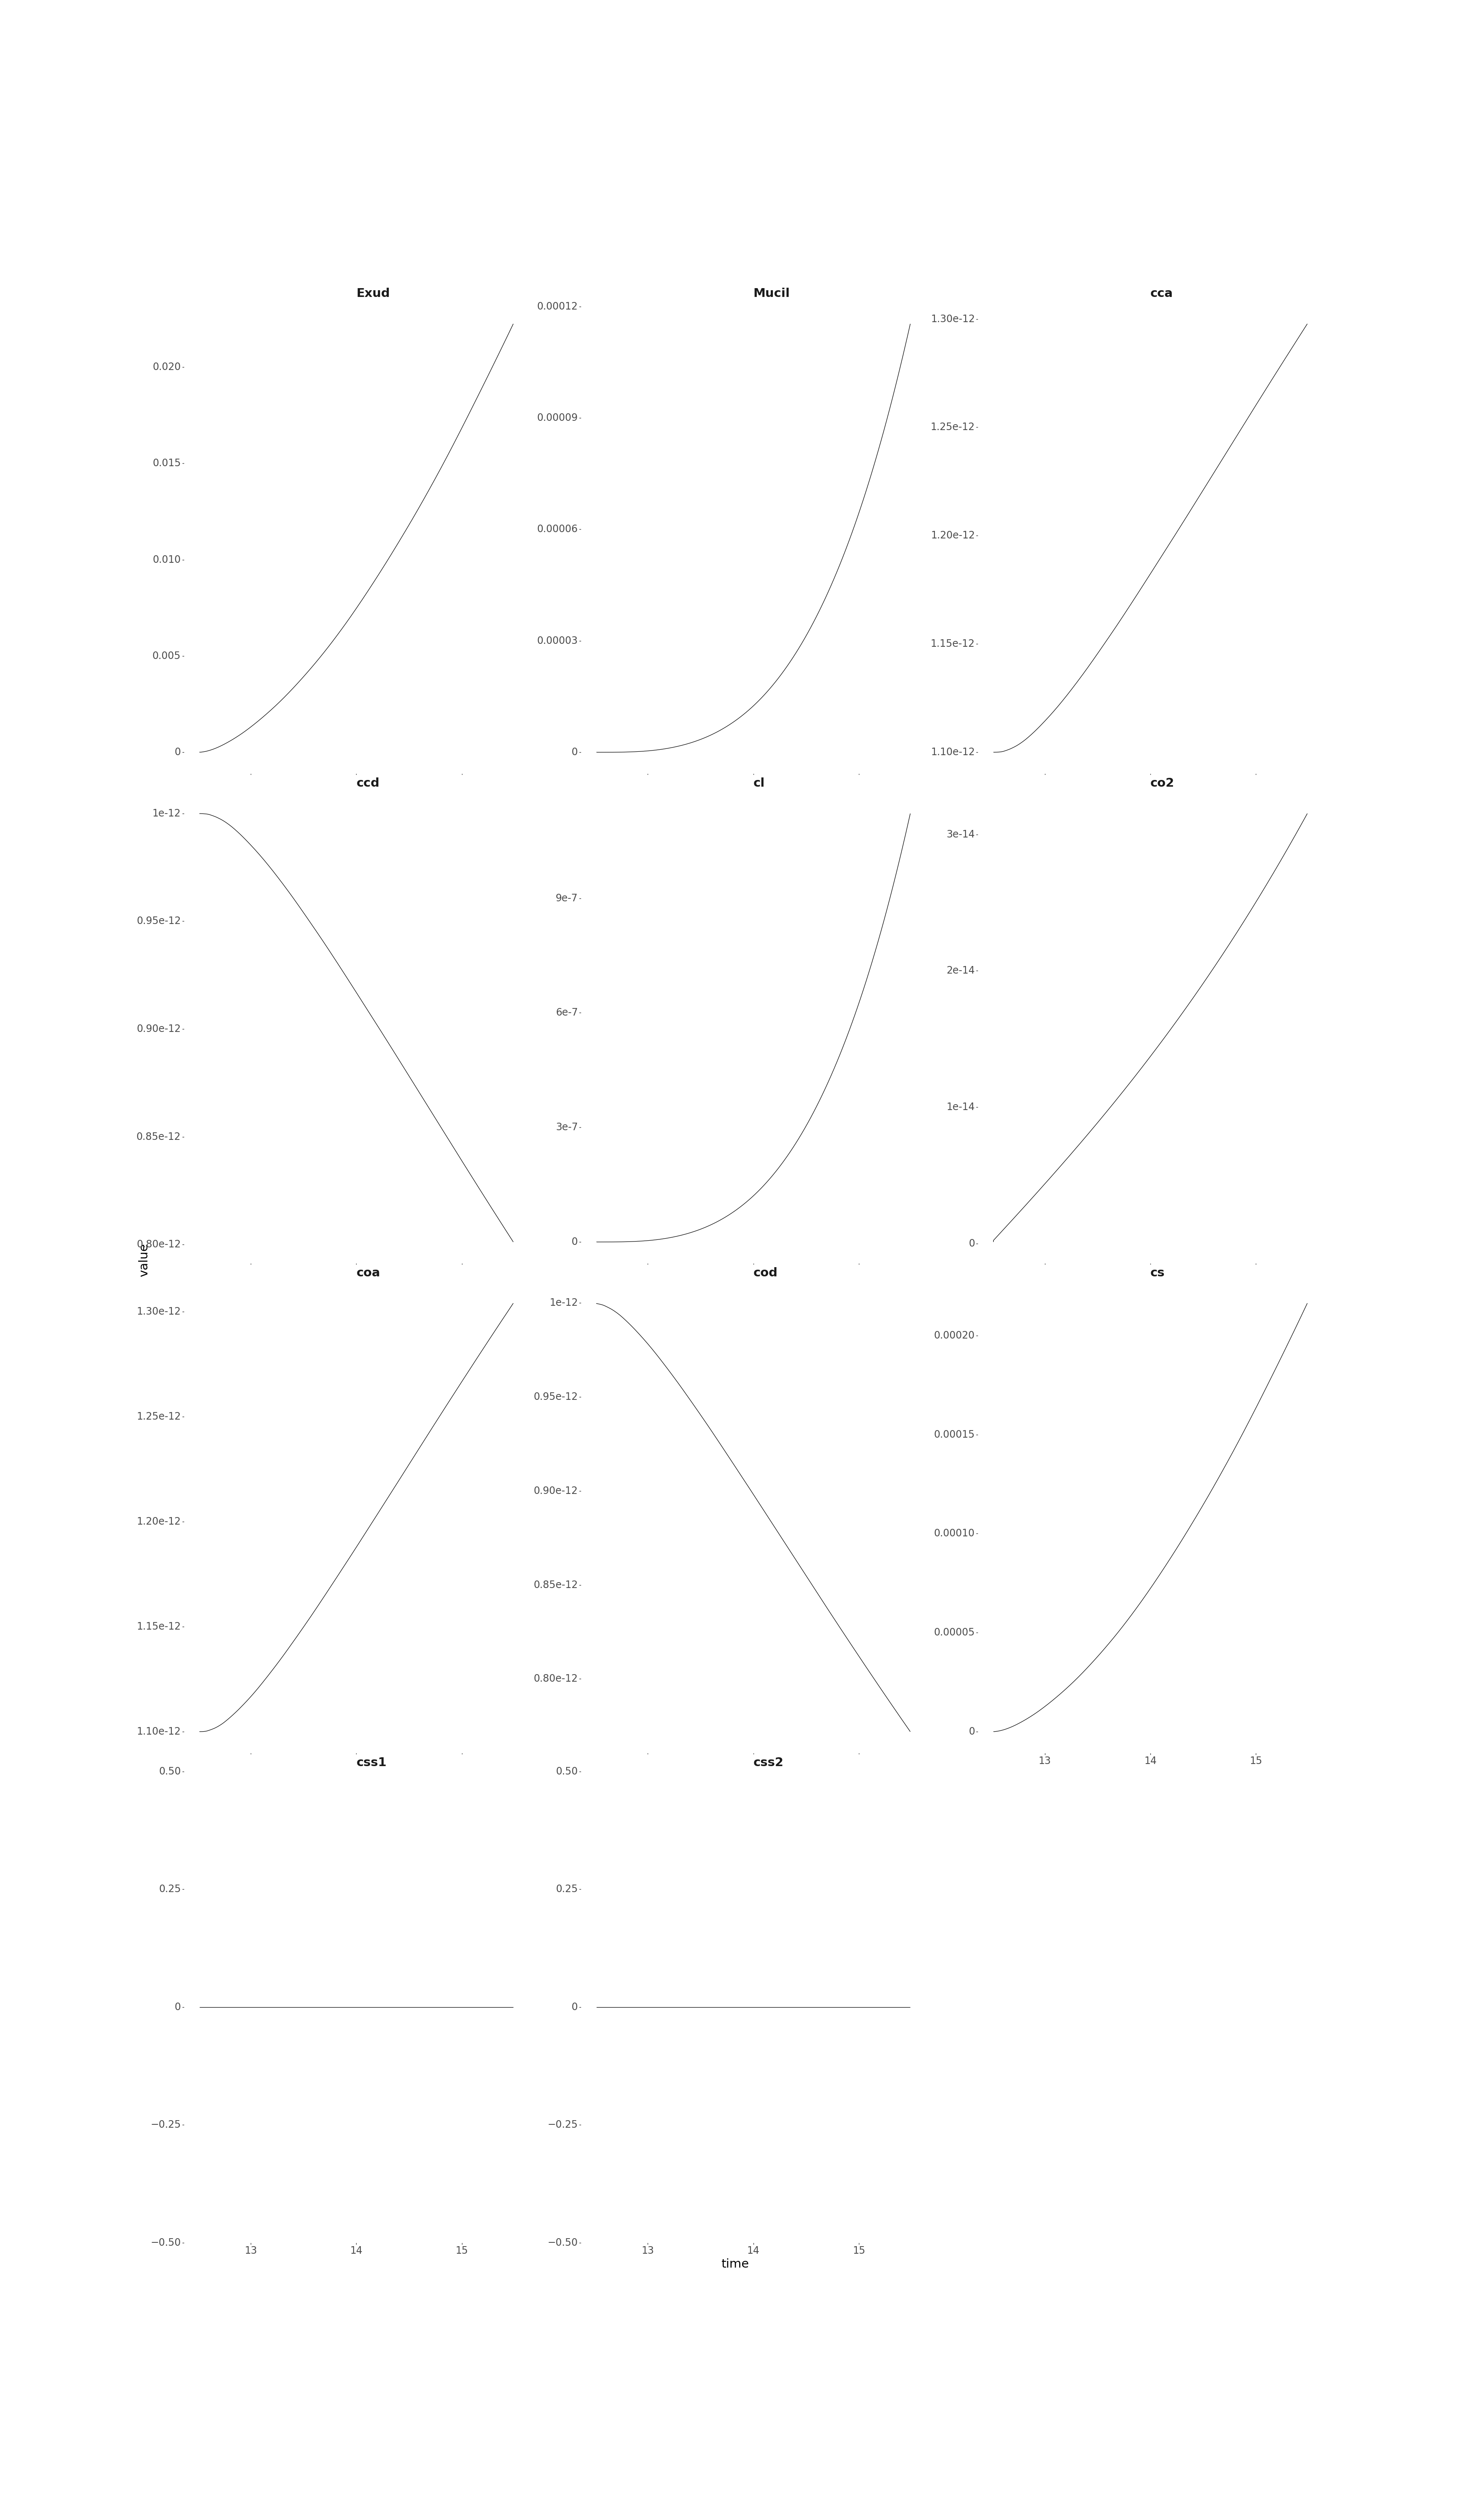 Exud
Mucil
cca
0.020
0.015
0.010
0.005
0
0.00012
0.00009
0.00006
0.00003
0
1.30e-12
1.25e-12
1.20e-12
1.15e-12
1.10e-12
ccd
cl
co2
1e-12
0.95e-12
0.90e-12
0.85e-12
0.80e-12
9e-7
6e-7
3e-7
0
3e-14
2e-14
1e-14
0
value
coa
cod
cs
1.30e-12
1.25e-12
1.20e-12
1.15e-12
1.10e-12
1e-12
0.95e-12
0.90e-12
0.85e-12
0.80e-12
0.00020
0.00015
0.00010
0.00005
0
13 14 15
css1
css2
0.50
0.25
0
−0.25
−0.50
0.50
0.25
0
−0.25
−0.50
13 14 15
13 14 15
time